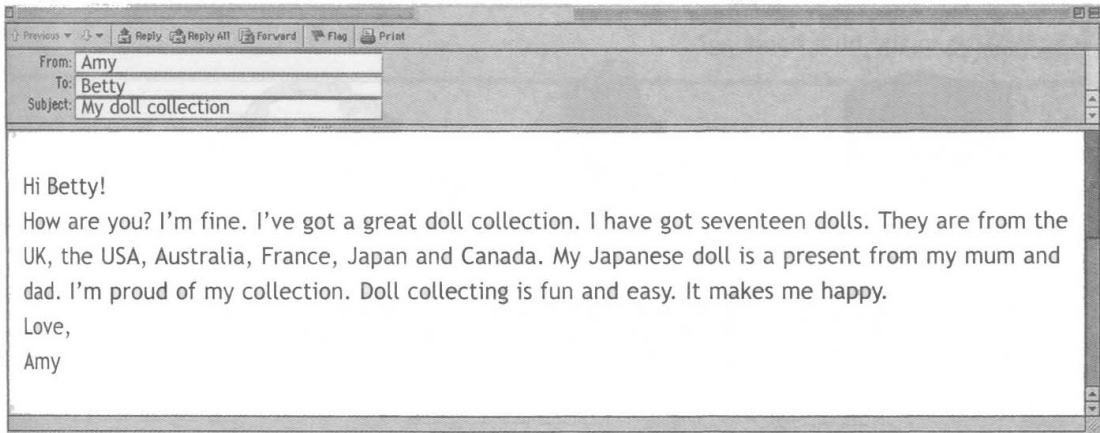 Previous Reply Reply All Forward Flag Print
From: Amy
To: Betty
Subject: My doll collection
Hi Betty!
How are you? I'm fine. I've got a great doll collection. I have got seventeen dolls. They are from the
UK, the USA, Australia, France, Japan and Canada. My Japanese doll is a present from my mum and
dad. I'm proud of my collection. Doll collecting is fun and easy. It makes me happy.
Love,
Amy